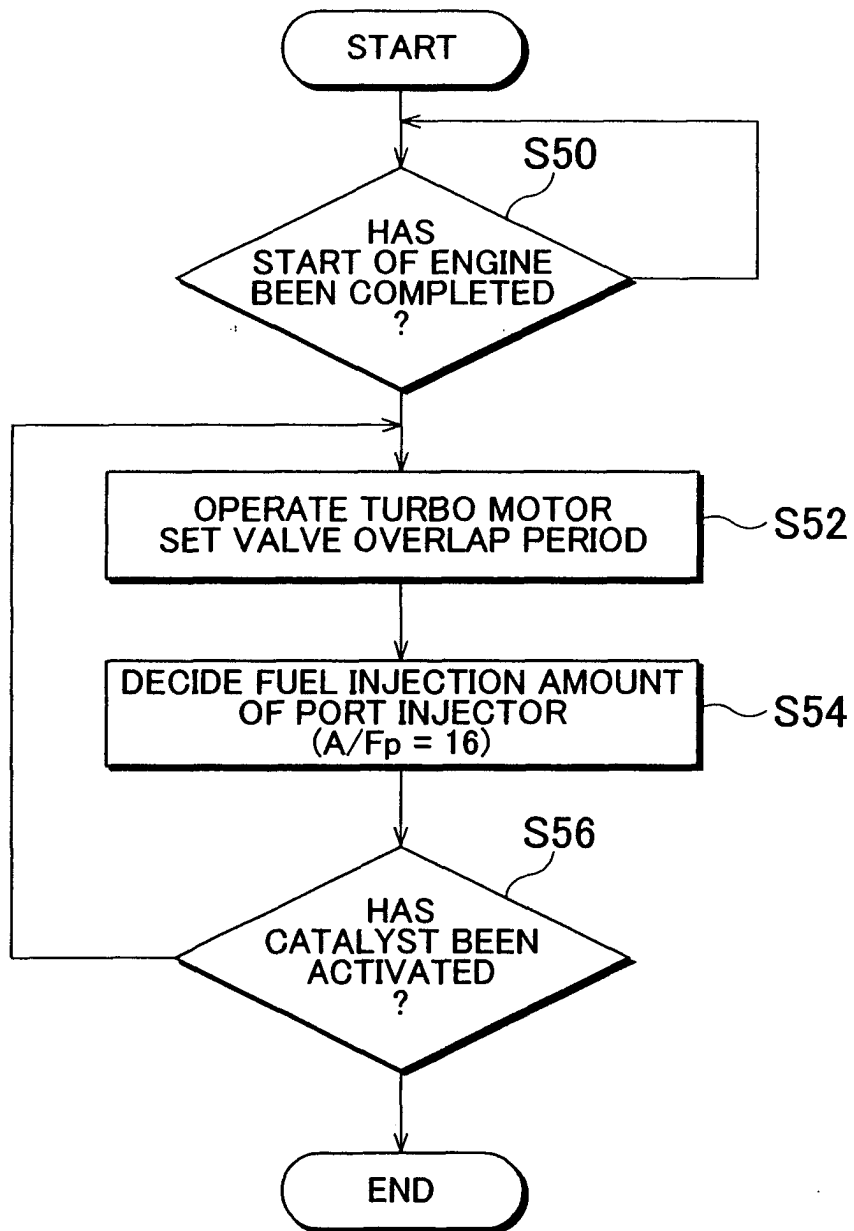 START
S50
HAS
START OF ENGINE
BEEN COMPLETED
?
OPERATE TURBO MOTOR
SET VALVE OVERLAP PERIOD
S52
DECIDE FUEL INJECTION AMOUNT
OF PORT INJECTOR
(A/Fp = 16)
S54
S56
HAS
CATALYST BEEN
ACTIVATED
?
END